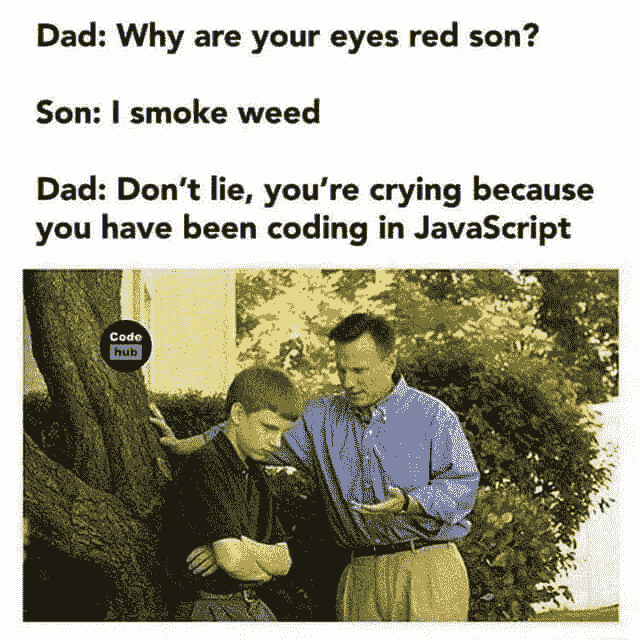 Dad: Why are your eyes red son?
Son: I smoke weed
Dad: Don't lie, you're crying because
you have been coding in JavaScript
Code
hub